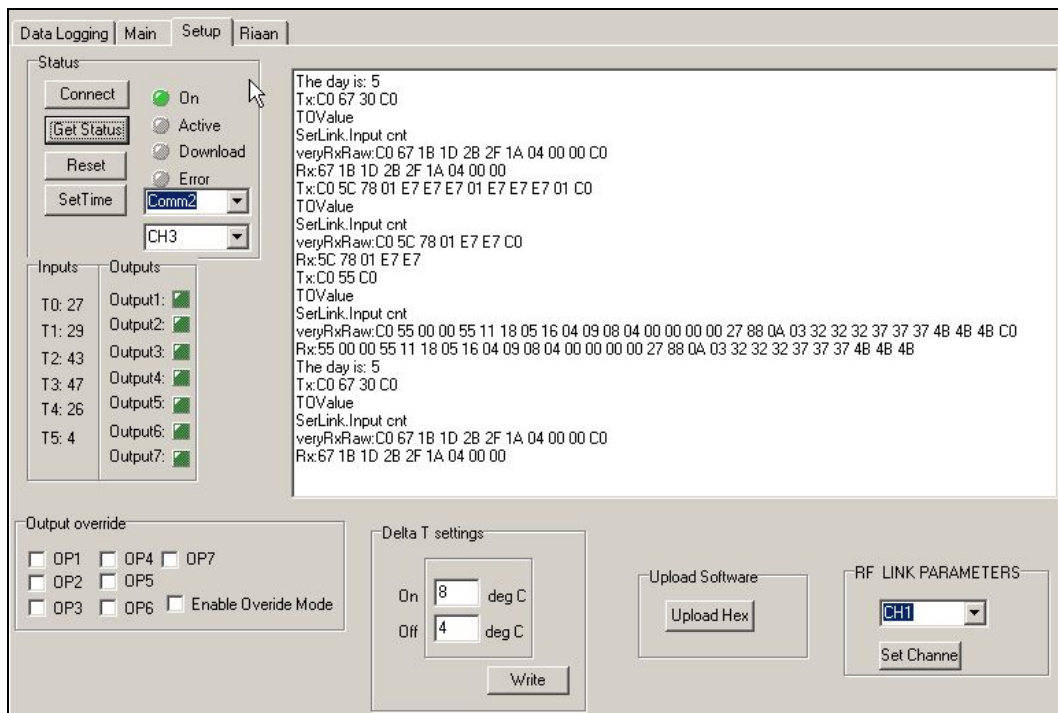 Data Logging Main Setup Riaan
Status
Connect
On
Get Status
Active
Download
Reset
Error
SetTime
Comm2
CH3
Inputs
Outputs
T0: 27
T1: 29
T2: 43
T3: 47
T4: 26
T5: 4
Output1:
Output2:
Output3:
Output4:
Output5:
Output6:
Output7:
The day is: 5
Tx:C0 67 30 C0
TOValue
SerLink.Input cnt
veryRxRaw:C0 67 1B 1D 2B 2F 1A 04 00 00 C0
Rx:67 1B 1D 2B 2F 1A 04 00 00
Tx:C0 5C 78 01 E7 E7 E7 01 E7 E7 E7 01 C0
TOValue
SerLink.Input cnt
veryRxRaw:C0 5C 78 01 E7 E7 C0
Rx:5C 78 01 E7 E7
Tx:C0 55 C0
TOValue
SerLink.Input cnt
veryRxRaw:C0 55 00 00 55 11 18 05 16 04 09 08 04 00 00 00 00 27 88 0A 03 32 32 32 37 37 37 4B 4B 4B C0
Rx:55 00 00 55 11 18 05 16 04 09 08 04 00 00 00 00 27 88 0A 03 32 32 32 37 37 37 4B 4B 4B
The day is: 5
Tx:C0 67 30 C0
TOValue
SerLink.Input cnt
veryRxRaw:C0 67 1B 1D 2B 2F 1A 04 00 00 C0
Rx:67 1B 1D 2B 2F 1A 04 00 00
Output override
OP1 OP4 OP7
OP2 OP5
OP3 OP6 Enable Overide Mode
Delta T settings
On 8 deg C
Off 4 deg C
Write
Upload Software
Upload Hex
RF LINK PARAMETERS
CH1
Set Channe